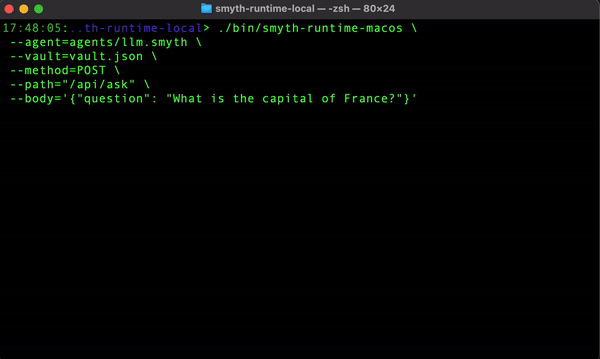 smyth-runtime-local — -zsh — 80×24
17:48:05:..th-runtime-local> ./bin/smyth-runtime-macos \
--agent=agents/llm.smyth \
--vault=vault.json \
--method=POST \
--path="/api/ask" \
--body='{"question": "What is the capital of France?"}'